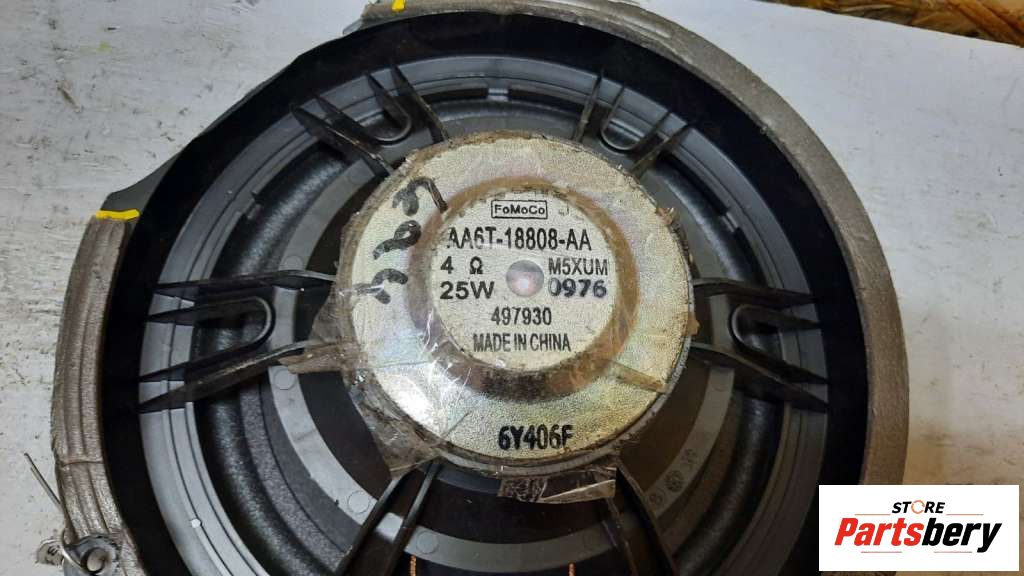 FoMoCo
AA6T-18808-AA
4 Ω M5XUM
25W 0976
497930
MADE IN CHINA
6Y406F
STORE
Partsbery